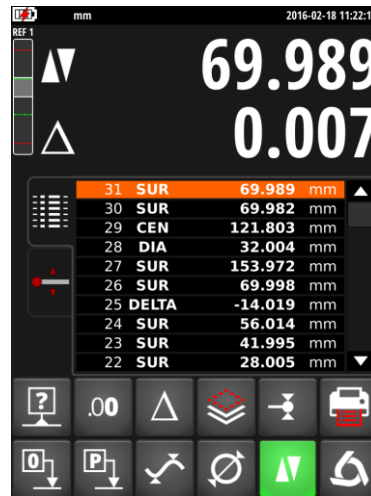 mm 2016-02-18 11:22:1
REF 1
69.989
0.007
31 SUR 69.989 mm
30 SUR 69.982 mm
29 CEN 121.803 mm
28 DIA 32.004 mm
27 SUR 153.972 mm
26 SUR 69.998 mm
25 DELTA -14.019 mm
24 SUR 56.014 mm
23 SUR 41.995 mm
22 SUR 28.005 mm
? .00
0 P